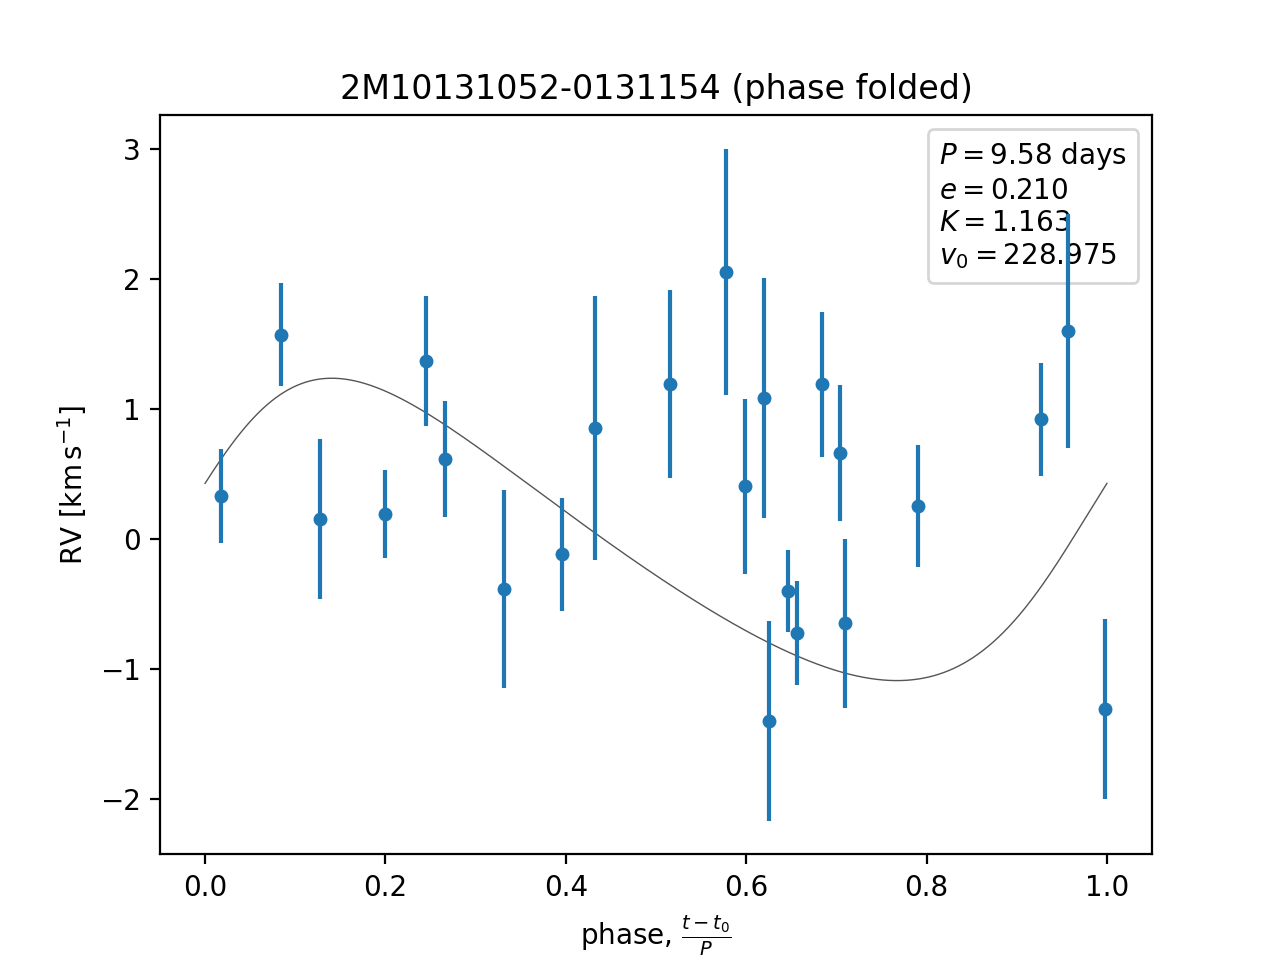 2M10131052-0131154 (phase folded)
P = 9.58 days
e = 0.210
K = 1.163
v₀ = 228.975
RV [km s⁻¹]
3
2
1
0
−1
−2
0.0 0.2 0.4 0.6 0.8 1.0
phase, (t − t₀)/P